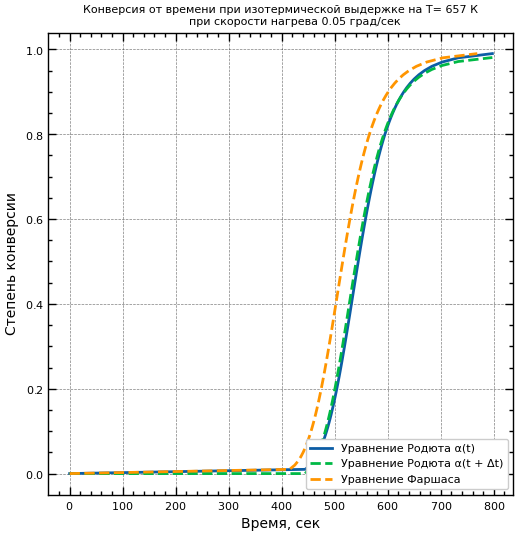 Конверсия от времени при изотермической выдержке на T= 657 К
при скорости нагрева 0.05 град/сек
Степень конверсии
1.0
0.8
0.6
0.4
0.2
0.0
0 100 200 300 400 500 600 700 800
Время, сек
Уравнение Родюта α(t)
Уравнение Родюта α(t + Δt)
Уравнение Фаршаса